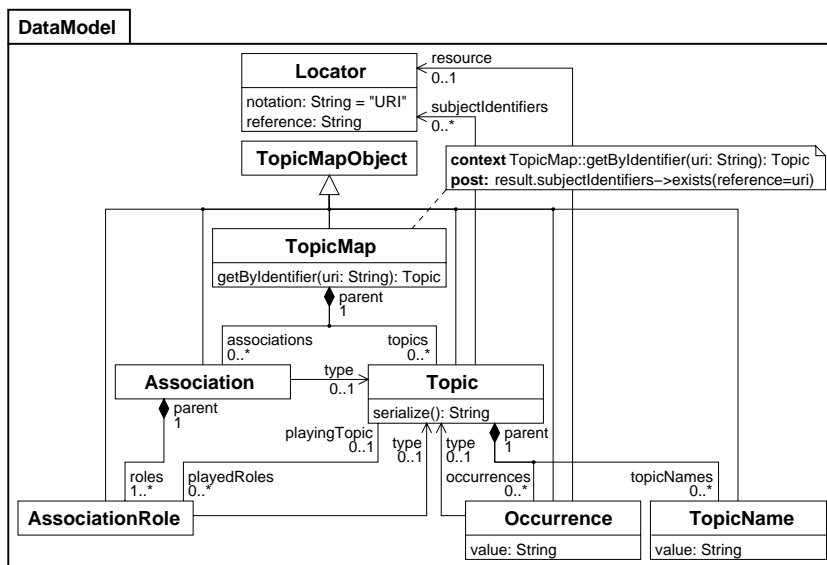 DataModel
resource
0..1
Locator
notation: String = "URI"
reference: String
subjectIdentifiers
0..*
TopicMapObject
context TopicMap::getByIdentifier(uri: String): Topic
post: result.subjectIdentifiers−>exists(reference=uri)
TopicMap
getByIdentifier(uri: String): Topic
parent
1
associations
0..*
topics
0..*
Association
type
0..1
Topic
serialize(): String
parent
1
playingTopic
0..1
type
0..1
type
0..1
parent
1
roles
1..*
playedRoles
0..*
occurrences
0..*
topicNames
0..*
AssociationRole
Occurrence
value: String
TopicName
value: String